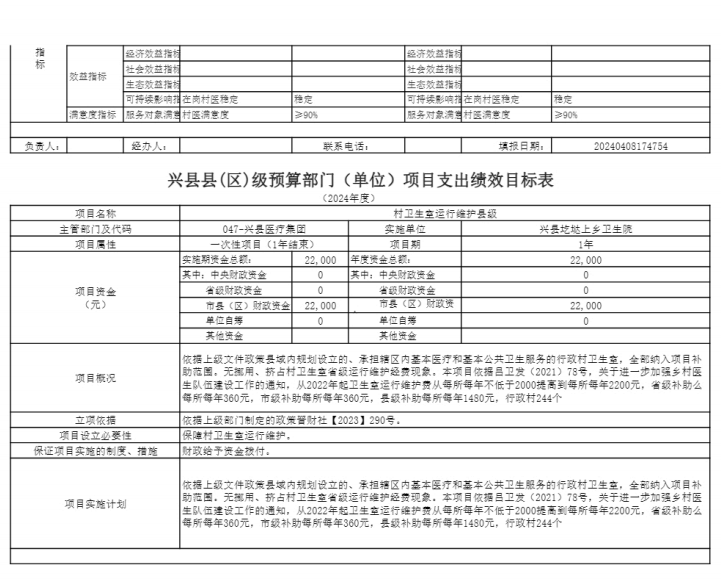 指
标
效益指标
经济效益指标
经济效益指标
社会效益指标
社会效益指标
生态效益指标
生态效益指标
可持续影响指
在岗村医稳定
稳定
可持续影响指
在岗村医稳定
稳定
满意度指标
服务对象满意
村医满意度
≥90%
服务对象满意
村医满意度
≥90%
负责人：
经办人：
联系电话：
填报日期：
20240408174754
兴县县(区)级预算部门（单位）项目支出绩效目标表
（2024年度）
项目名称
村卫生室运行维护县级
主管部门及代码
047-兴县医疗集团
实施单位
兴县圪垯上乡卫生院
项目属性
一次性项目（1年结束）
项目期
1年
项目资金
（元）
实施期资金总额：
22,000
年度资金总额：
22,000
其中：中央财政资金
0
其中：中央财政资金
0
省级财政资金
0
省级财政资金
0
市县（区）财政资金
22,000
市县（区）财政资
22,000
单位自筹
0
单位自筹
0
其他资金
其他资金
项目概况
依据上级文件政策县域内规划设立的、承担辖区内基本医疗和基本公共卫生服务的行政村卫生室，全部纳入项目补
助范围。无挪用、挤占村卫生室省级运行维护经费现象。本项目依据吕卫发（2021）78号，关于进一步加强乡村医
生队伍建设工作的通知，从2022年起卫生室运行维护费从每所每年不低于2000提高到每所每年2200元，省级补助么
每所每年360元，市级补助每所每年360元，县级补助每所每年1480元，行政村244个
立项依据
依据上级部门制定的政策晋财社【2023】290号。
项目设立必要性
保障村卫生室运行维护。
保证项目实施的制度、措施
财政给予资金拨付。
项目实施计划
依据上级文件政策县域内规划设立的、承担辖区内基本医疗和基本公共卫生服务的行政村卫生室，全部纳入项目补
助范围。无挪用、挤占村卫生室省级运行维护经费现象。本项目依据吕卫发（2021）78号，关于进一步加强乡村医
生队伍建设工作的通知，从2022年起卫生室运行维护费从每所每年不低于2000提高到每所每年2200元，省级补助么
每所每年360元，市级补助每所每年360元，县级补助每所每年1480元，行政村244个